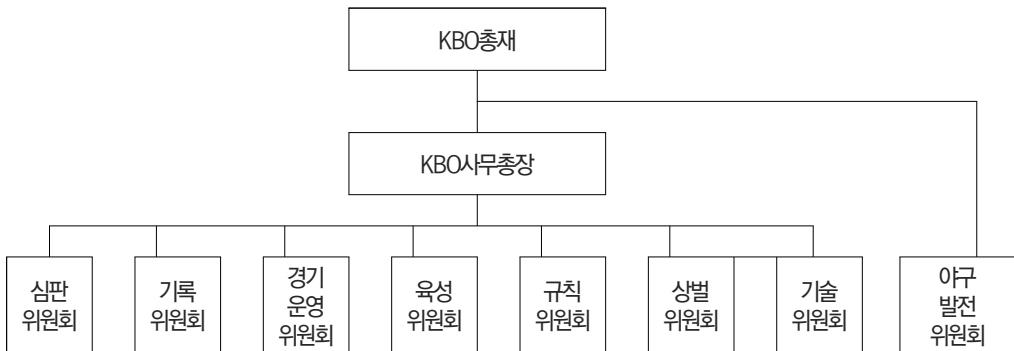 KBO총재
KBO사무총장
심판
위원회
기록
위원회
경기
운영
위원회
육성
위원회
규칙
위원회
상벌
위원회
기술
위원회
야구
발전
위원회